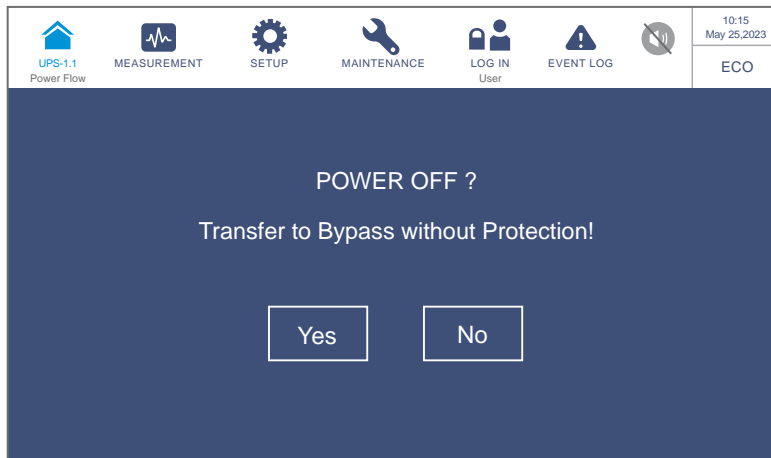 UPS-1.1
Power Flow
MEASUREMENT
SETUP
MAINTENANCE
LOG IN
User
EVENT LOG
10:15
May 25,2023
ECO
POWER OFF ?
Transfer to Bypass without Protection!
Yes
No